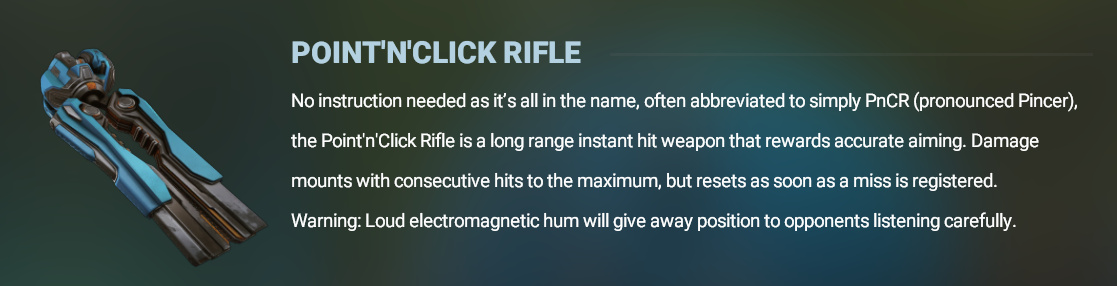 POINT'N'CLICK RIFLE
No instruction needed as it’s all in the name, often abbreviated to simply PnCR (pronounced Pincer),
the Point'n'Click Rifle is a long range instant hit weapon that rewards accurate aiming. Damage
mounts with consecutive hits to the maximum, but resets as soon as a miss is registered.
Warning: Loud electromagnetic hum will give away position to opponents listening carefully.